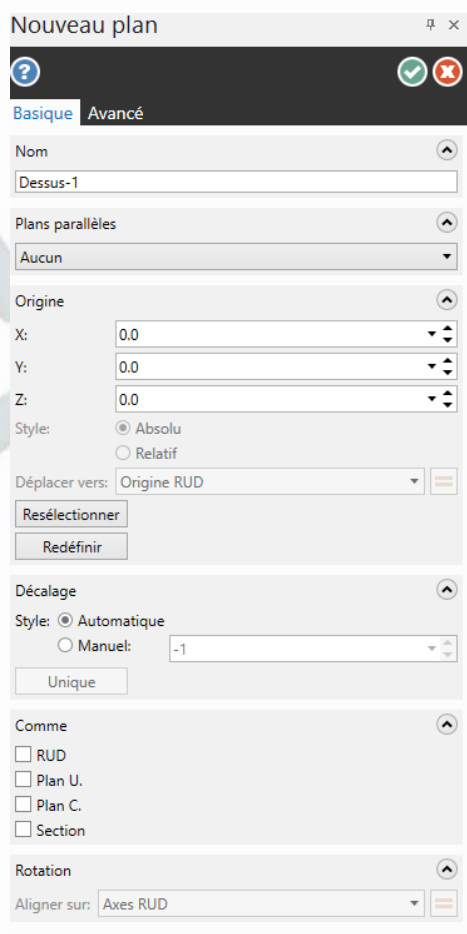 Nouveau plan
Basique Avancé
Nom
Dessus-1
Plans parallèles
Aucun
Origine
X: 0.0
Y: 0.0
Z: 0.0
Style: Absolu
Relatif
Déplacer vers: Origine RUD
Resélectionner
Redéfinir
Décalage
Style: Automatique
Manuel: -1
Unique
Comme
RUD
Plan U.
Plan C.
Section
Rotation
Aligner sur: Axes RUD